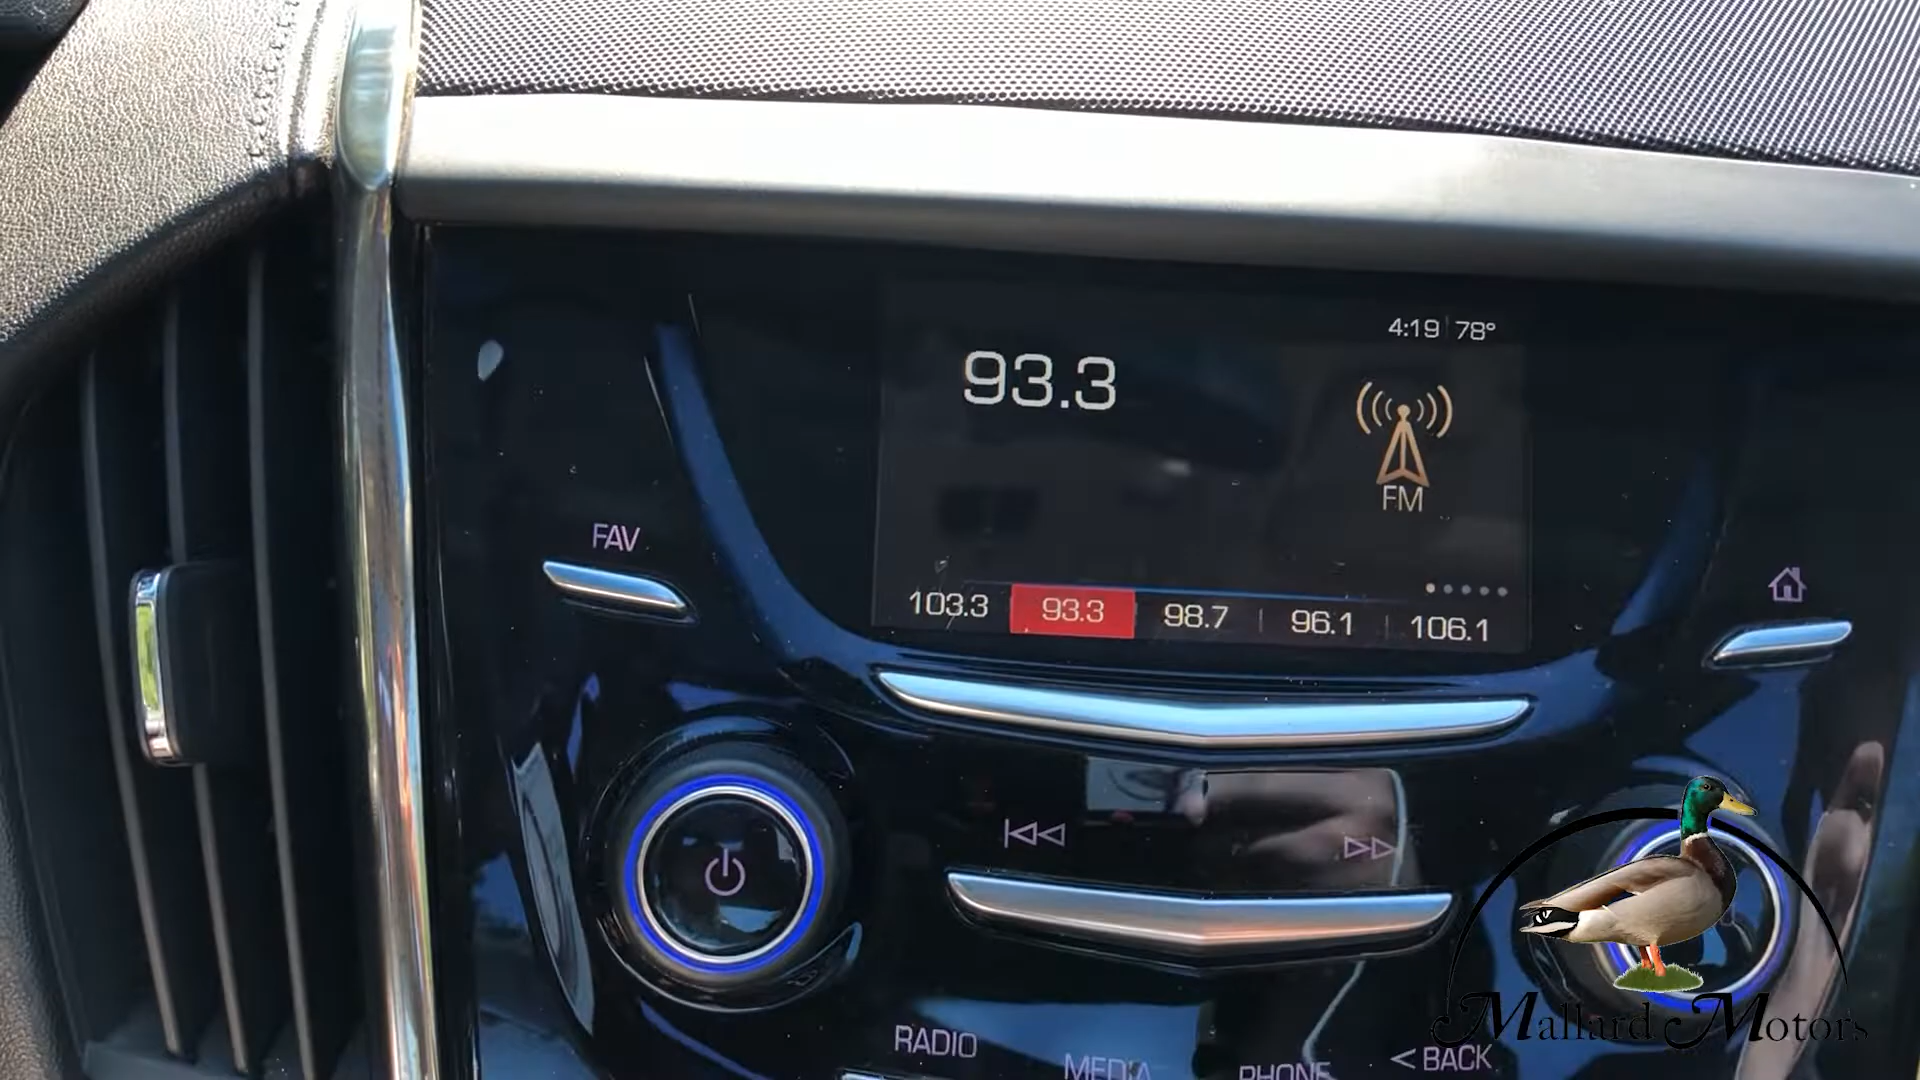 4:19 78°
93.3
FM
FAV
103.3 93.3 98.7 96.1 106.1
RADIO
MEDIA
PHONE
< BACK
Mallard Motors